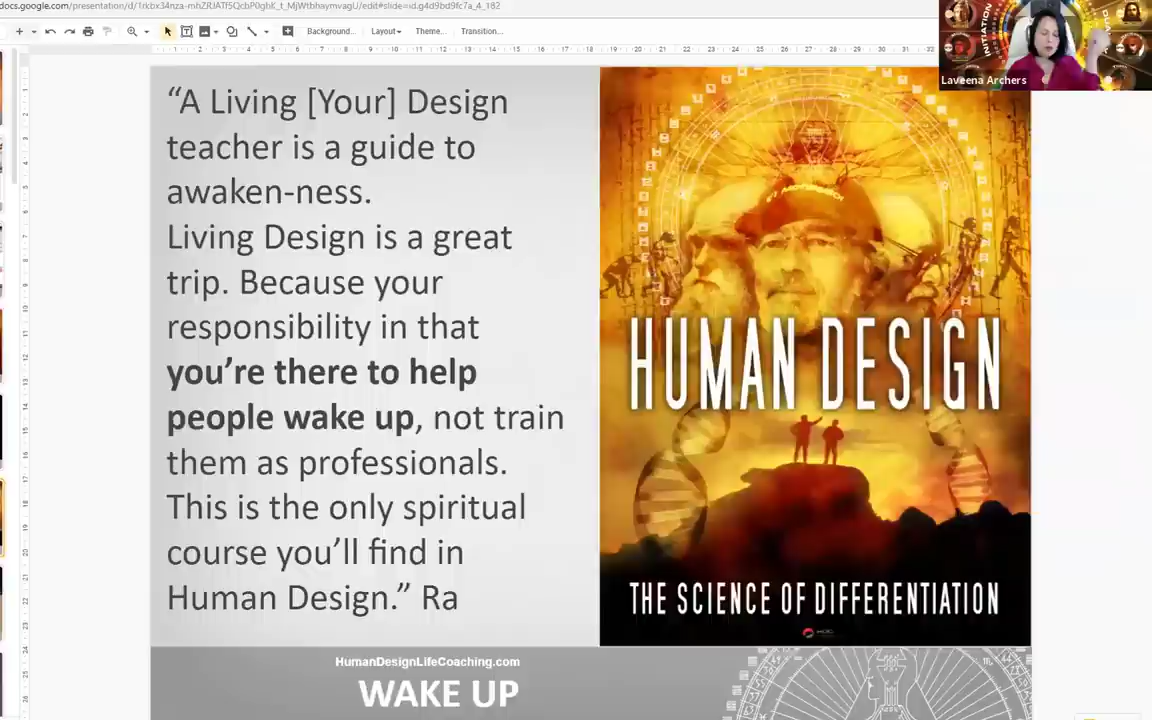 docs.google.com/presentation/d/1rkbx34nza-mhZRJATf5QcbP0ghK_t_MjWtbhaymvagU/edit#slide=id.g4d9bd9fc7a_4_182
Background...
Layout
Theme...
Transition...
INITIATION
Laveena Archers
“A Living [Your] Design
teacher is a guide to
awaken-ness.
Living Design is a great
trip. Because your
responsibility in that
you’re there to help
people wake up, not train
them as professionals.
This is the only spiritual
course you’ll find in
Human Design.” Ra
HUMAN DESIGN
THE SCIENCE OF DIFFERENTIATION
HumanDesignLifeCoaching.com
WAKE UP